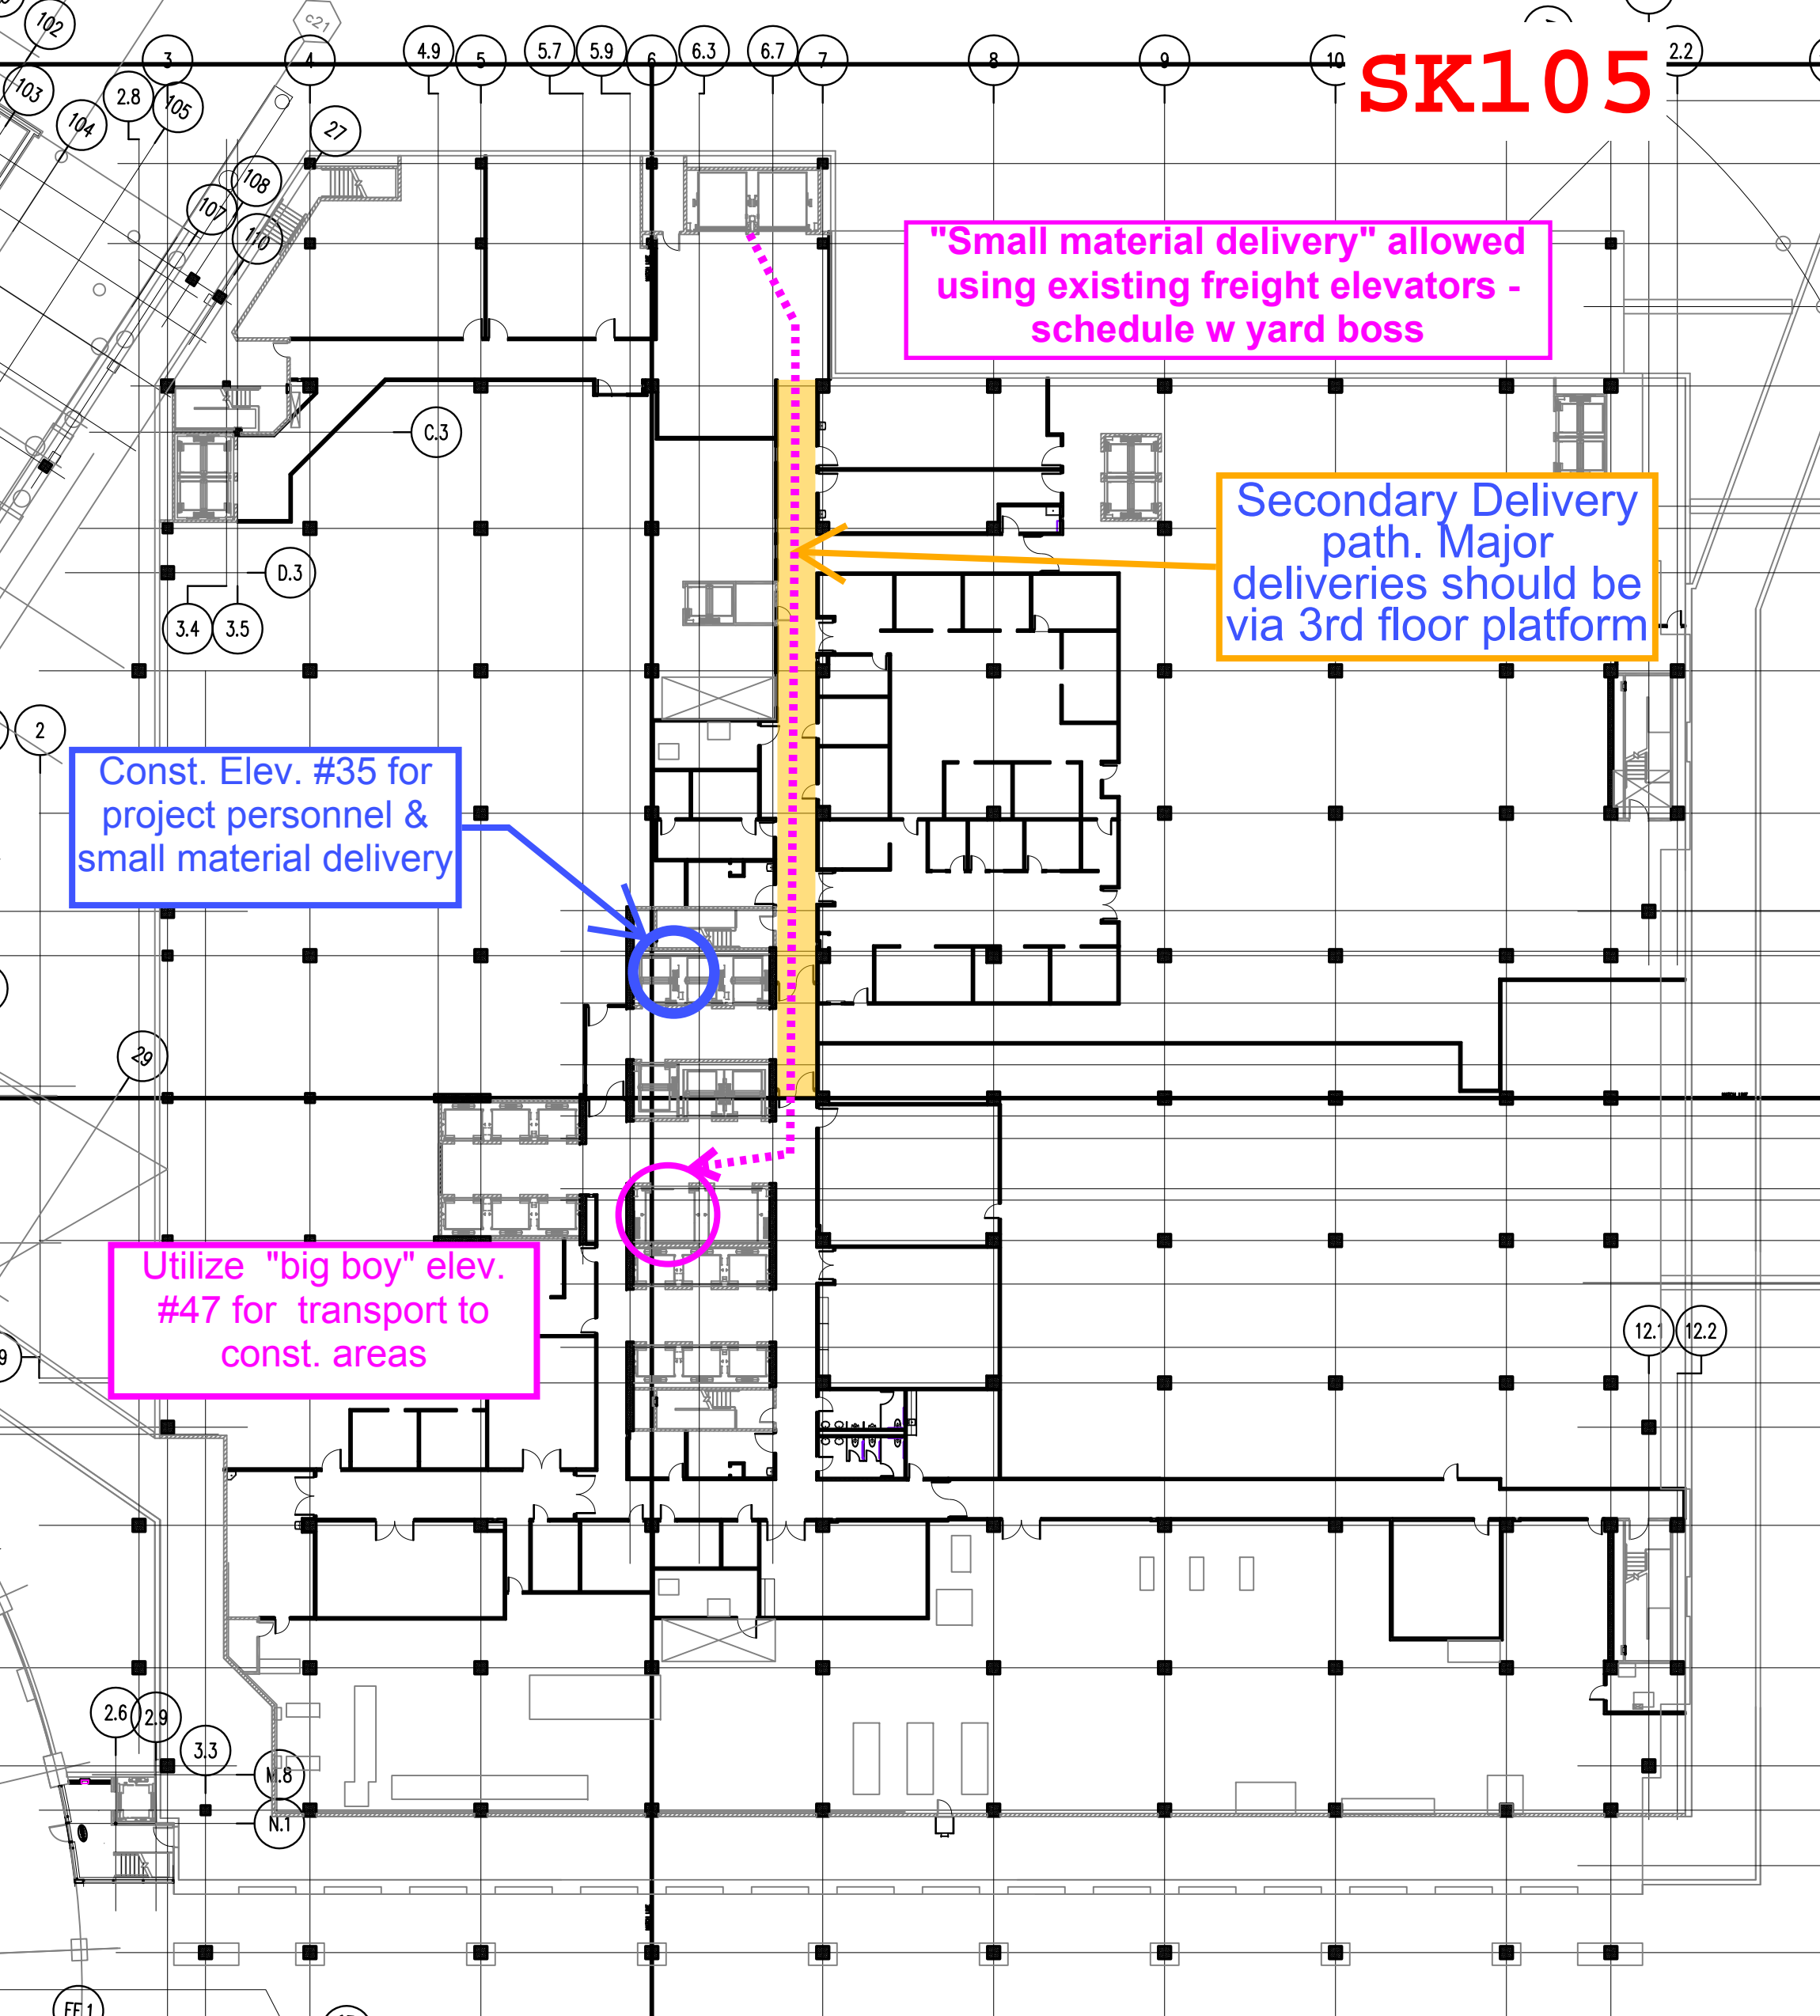 102
c21
3
4
4.9
5
5.7
5.9
6
6.3
6.7
7
8
9
10
2.2
SK105
103
104
2.8
105
27
108
107
110
"Small material delivery" allowed
using existing freight elevators -
schedule w yard boss
C.3
Secondary Delivery
path. Major
deliveries should be
via 3rd floor platform
D.3
3.4
3.5
2
Const. Elev. #35 for
project personnel &
small material delivery
29
Utilize "big boy" elev.
#47 for transport to
const. areas
12.1
12.2
9
2.6
2.9
3.3
M.8
N.1
FF.1